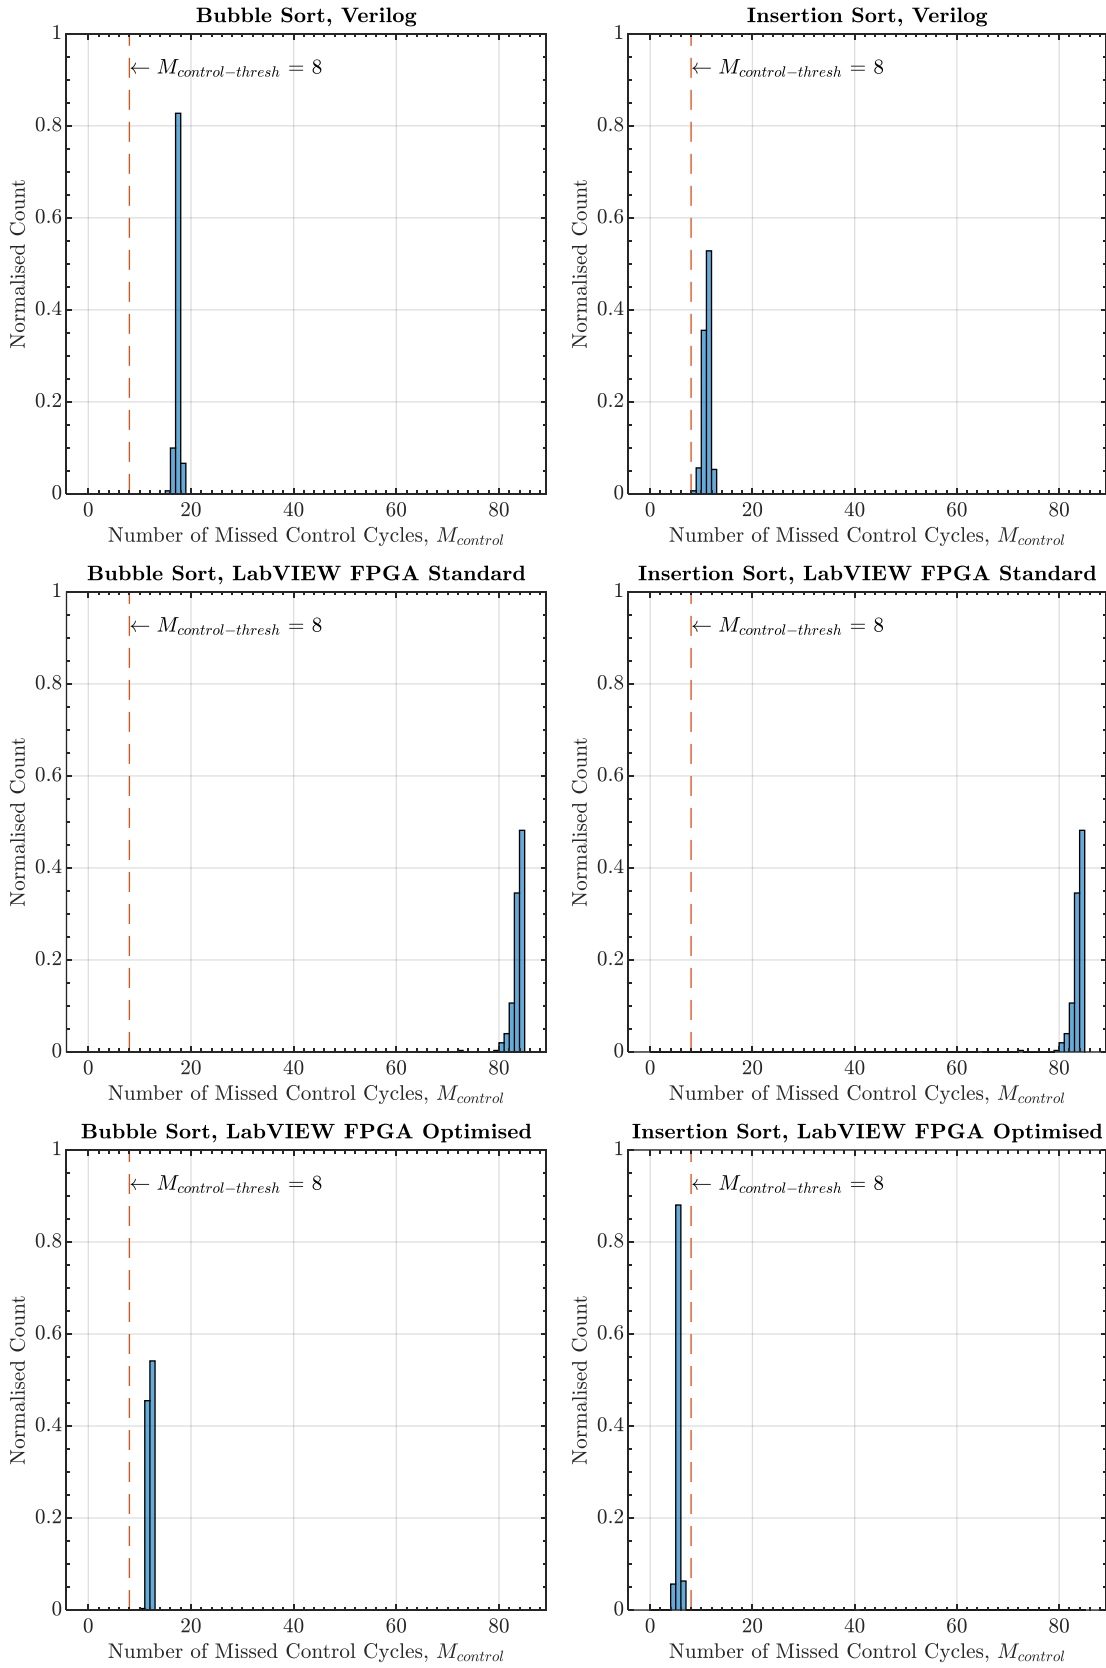 Bubble Sort, Verilog
1
0.8
0.6
0.4
0.2
0
← M_control−thresh = 8
Normalised Count
0 20 40 60 80
Number of Missed Control Cycles, M_control
Insertion Sort, Verilog
1
0.8
0.6
0.4
0.2
0
← M_control−thresh = 8
Normalised Count
0 20 40 60 80
Number of Missed Control Cycles, M_control
Bubble Sort, LabVIEW FPGA Standard
1
0.8
0.6
0.4
0.2
0
← M_control−thresh = 8
Normalised Count
0 20 40 60 80
Number of Missed Control Cycles, M_control
Insertion Sort, LabVIEW FPGA Standard
1
0.8
0.6
0.4
0.2
0
← M_control−thresh = 8
Normalised Count
0 20 40 60 80
Number of Missed Control Cycles, M_control
Bubble Sort, LabVIEW FPGA Optimised
1
0.8
0.6
0.4
0.2
0
← M_control−thresh = 8
Normalised Count
0 20 40 60 80
Number of Missed Control Cycles, M_control
Insertion Sort, LabVIEW FPGA Optimised
1
0.8
0.6
0.4
0.2
0
← M_control−thresh = 8
Normalised Count
0 20 40 60 80
Number of Missed Control Cycles, M_control